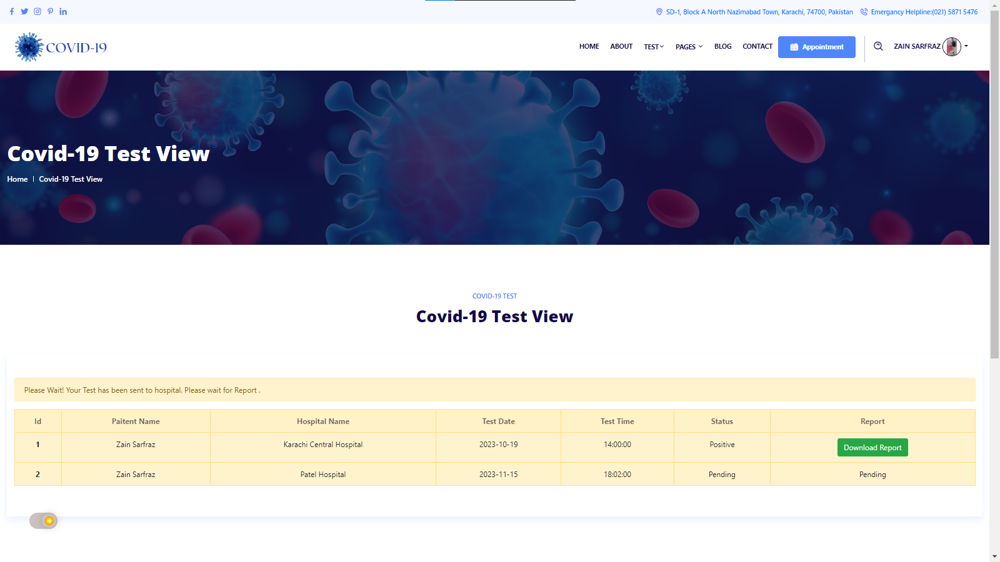 SD-1, Block A North Nazimabad Town, Karachi, 74700, Pakistan Emergancy Helpline:(021) 5871 5476
COVID-19 HOME ABOUT TEST PAGES BLOG CONTACT Appointment ZAIN SARFRAZ
Covid-19 Test View
Home | Covid-19 Test View
COVID-19 TEST
Covid-19 Test View
Please Wait! Your Test has been sent to hospital. Please wait for Report .
Id Paitent Name Hospital Name Test Date Test Time Status Report
1 Zain Sarfraz Karachi Central Hospital 2023-10-19 14:00:00 Positive Download Report
2 Zain Sarfraz Patel Hospital 2023-11-15 18:02:00 Pending Pending